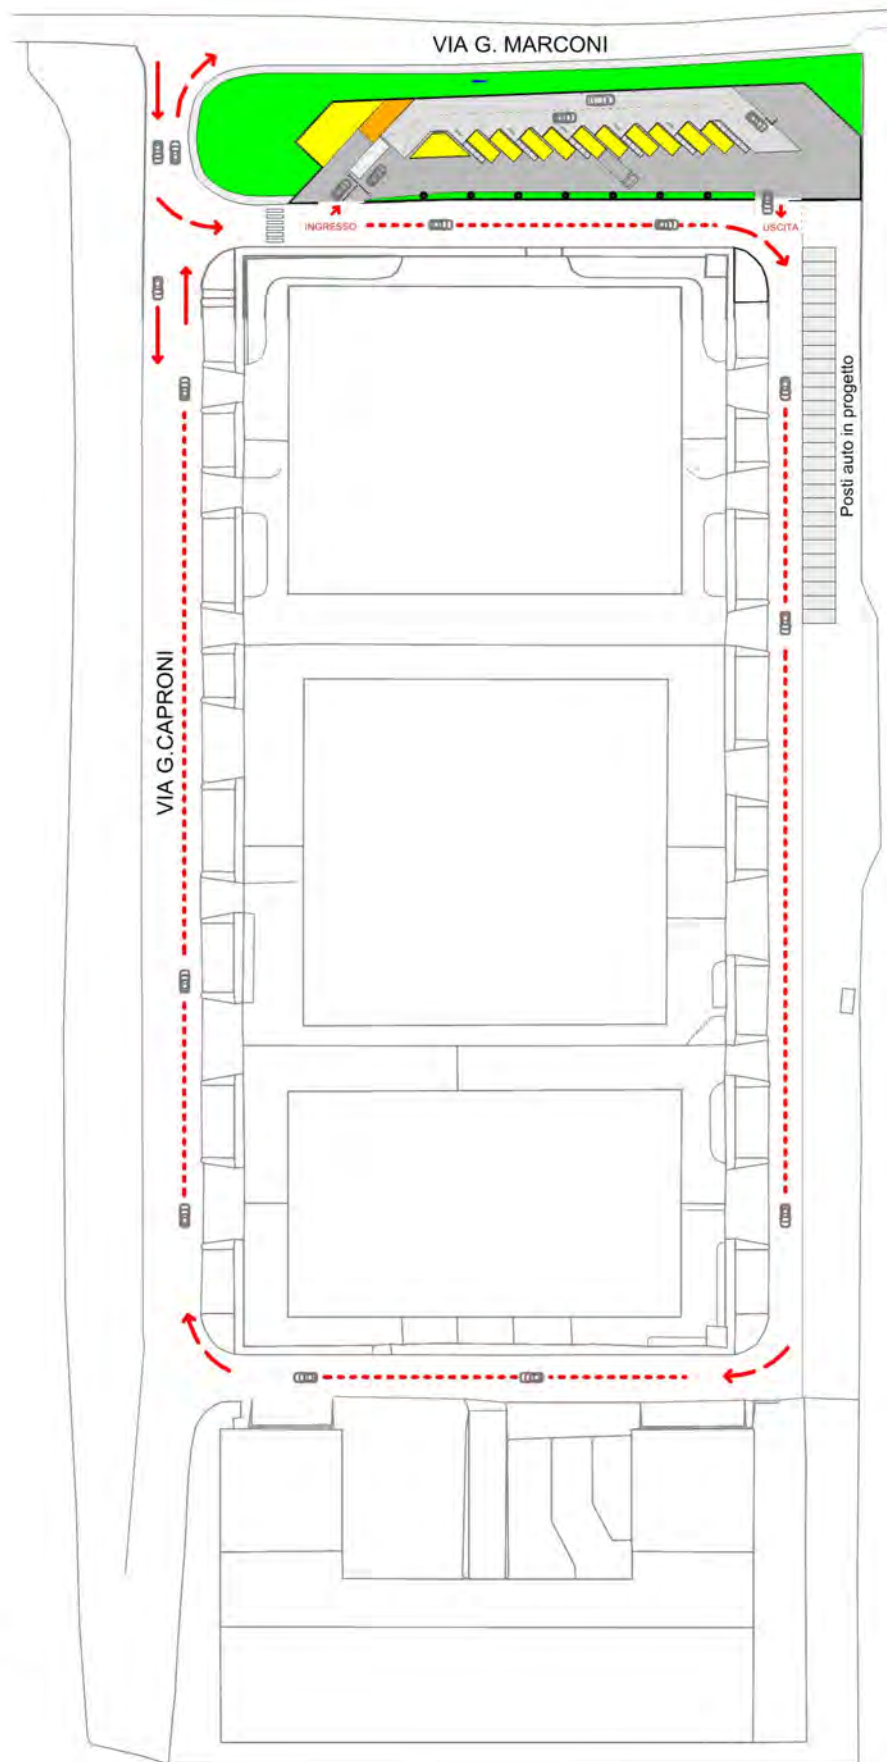 VIA G. MARCONI
INGRESSO
USCITA
Posti auto in progetto
VIA G.CAPRONI